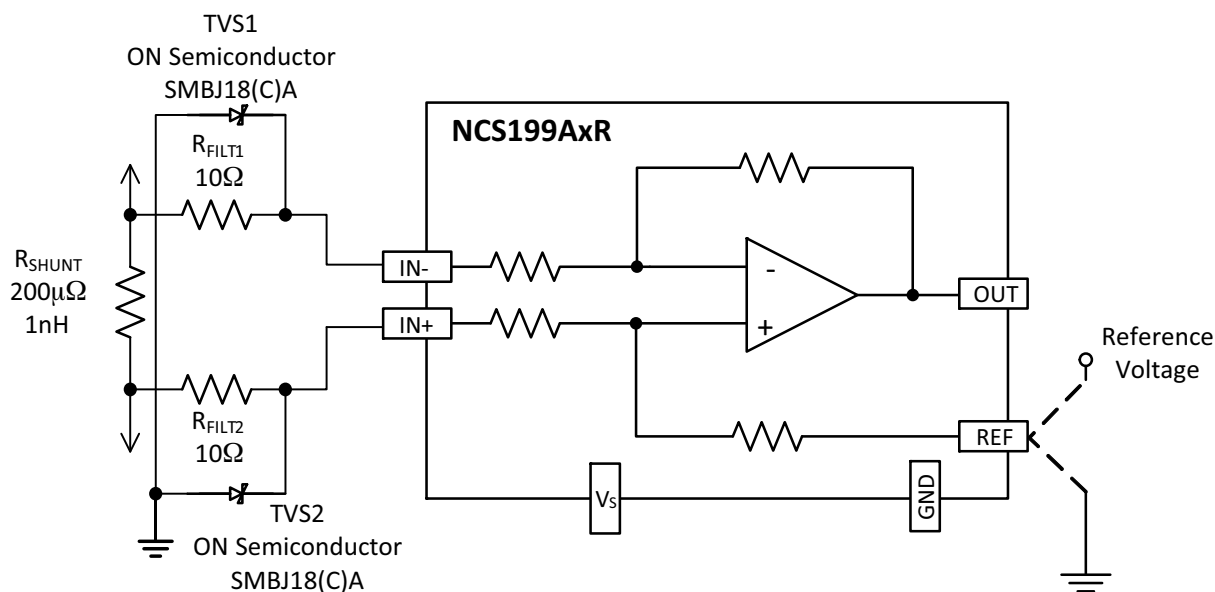 TVS1
ON Semiconductor
SMBJ18(C)A
NCS199AxR
RFILT1
10Ω
RSHUNT
200μΩ
1nH
IN-
IN+
-
+
OUT
Reference
Voltage
RFILT2
10Ω
REF
VS
GND
TVS2
ON Semiconductor
SMBJ18(C)A